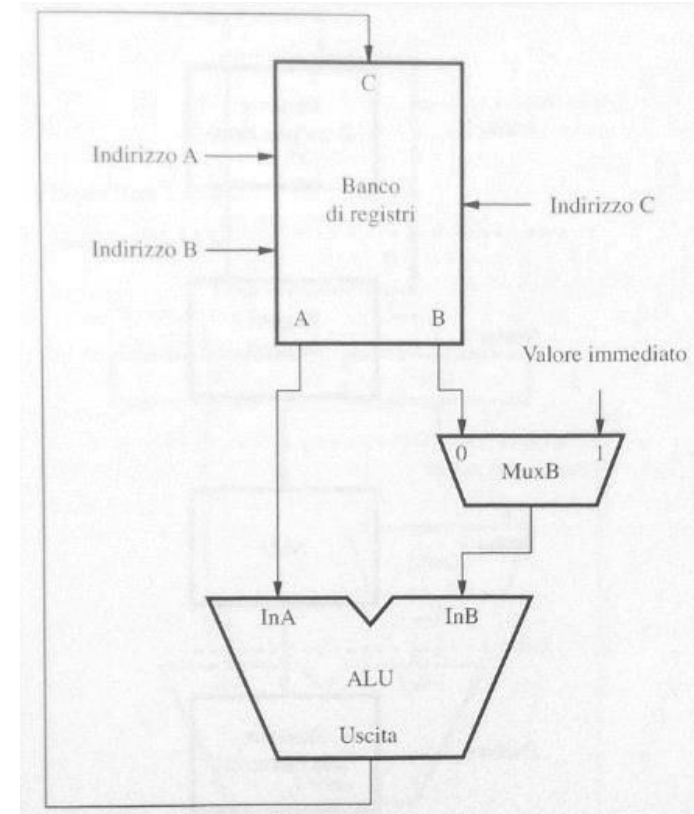 C
Indirizzo A
Banco
di registri
Indirizzo C
Indirizzo B
A
B
Valore immediato
0
1
MuxB
InA
InB
ALU
Uscita